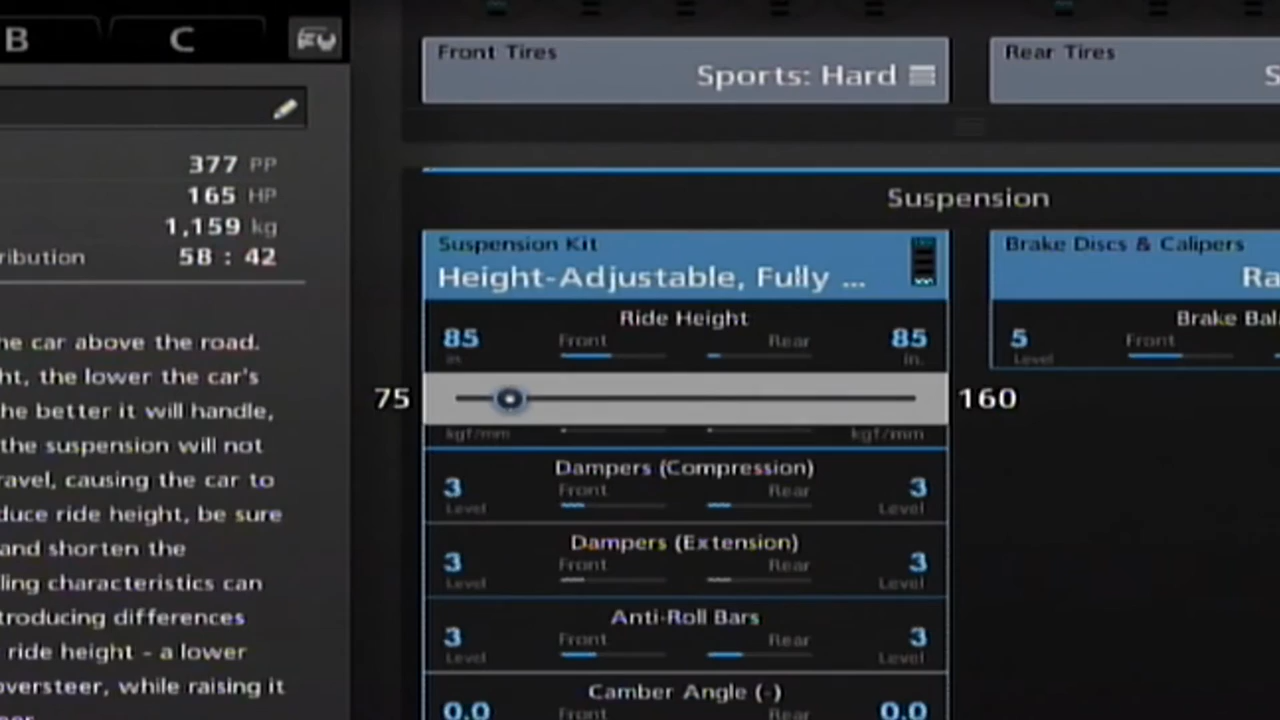 B
C
377 PP
165 HP
1,159 kg
ribution 58 : 42
he car above the road.
ht, the lower the car's
he better it will handle,
the suspension will not
ravel, causing the car to
duce ride height, be sure
and shorten the
ling characteristics can
troducing differences
ride height - a lower
oversteer, while raising it
Front Tires
Sports: Hard
Rear Tires
S
Suspension
Suspension Kit
Height-Adjustable, Fully ...
Brake Discs & Calipers
Ra
Ride Height
85 Front Rear 85
in. in.
75 160
kgf/mm kgf/mm
Dampers (Compression)
3 Front Rear 3
Level Level
Dampers (Extension)
3 Front Rear 3
Level Level
Anti-Roll Bars
3 Front Rear 3
Level Level
Camber Angle (-)
0.0 Front Rear 0.0
Brake Bal
5 Front
Level